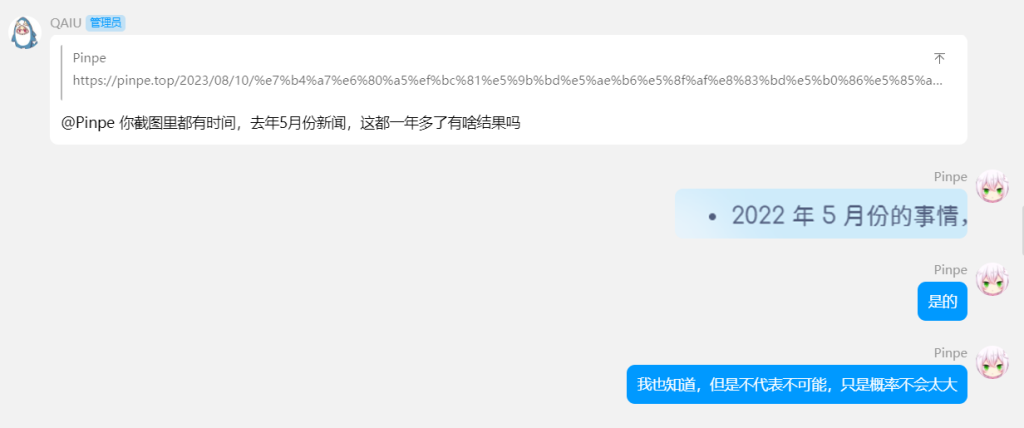 QAIU 管理员
Pinpe
https://pinpe.top/2023/08/10/%e7%b4%a7%e6%80%a5%ef%bc%81%e5%9b%bd%e5%ae%b6%e5%8f%af%e8%83%bd%e5%b0%86%e5%85%a...
@Pinpe 你截图里都有时间，去年5月份新闻，这都一年多了有啥结果吗
Pinpe
• 2022 年 5 月份的事情，
Pinpe
是的
Pinpe
我也知道，但是不代表不可能，只是概率不会太大